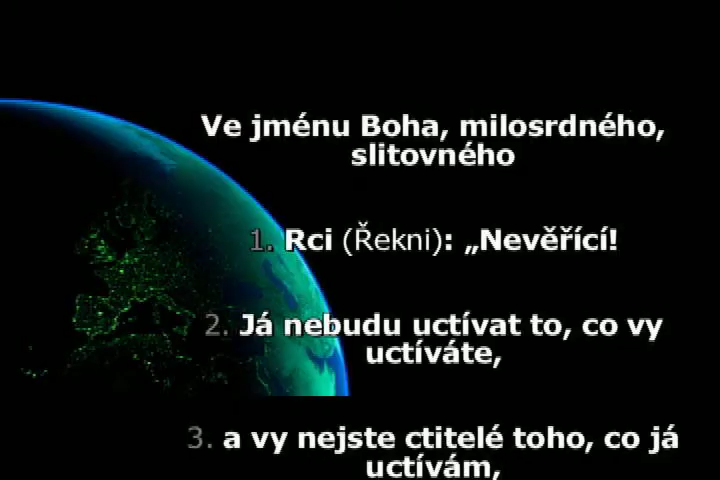 Ve jménu Boha, milosrdného,
slitovného
1. Rci (Řekni): „Nevěřící!
2. Já nebudu uctívat to, co vy
uctíváte,
3. a vy nejste ctitelé toho, co já
uctívám,